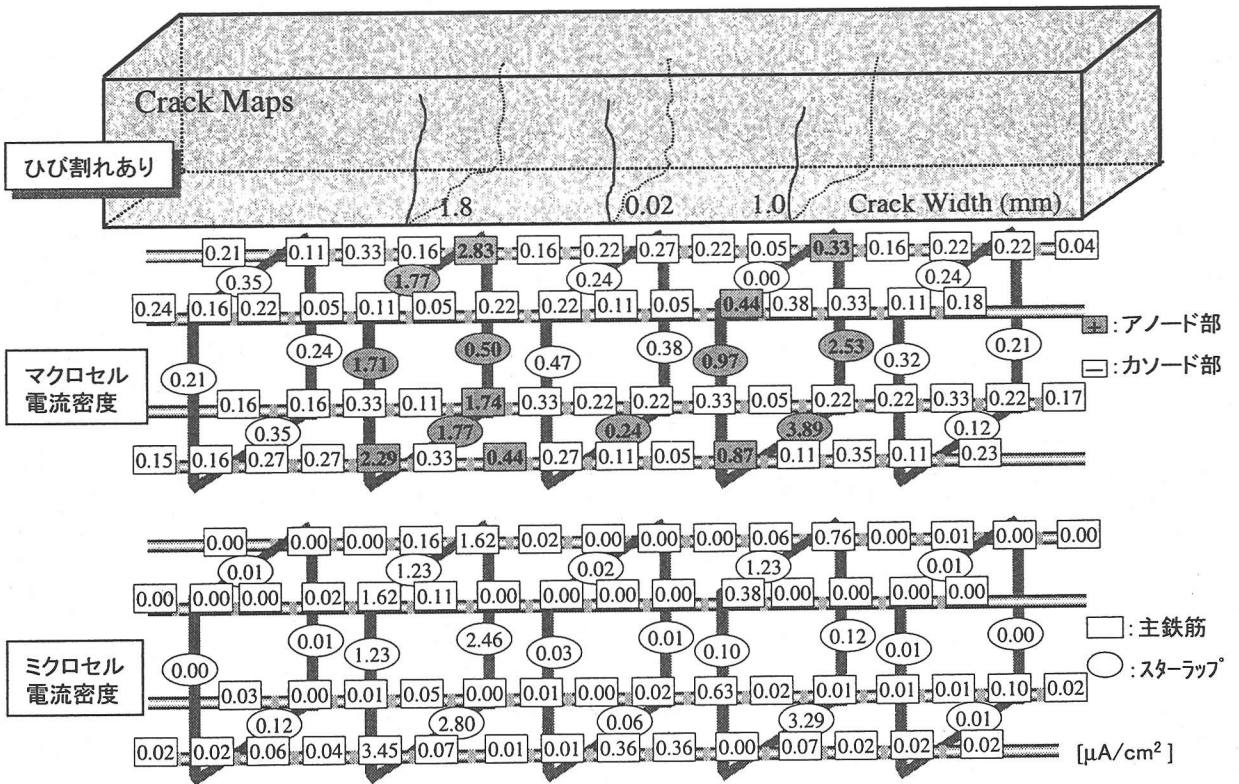 Crack Maps
ひび割れあり
1.8 0.02 1.0 Crack Width (mm)
0.21 0.11 0.33 0.16 2.83 0.16 0.22 0.27 0.22 0.05 0.33 0.16 0.22 0.22 0.04
0.35 1.77 0.24 0.00 0.24
0.24 0.16 0.22 0.05 0.11 0.05 0.22 0.22 0.11 0.05 0.44 0.38 0.33 0.11 0.18
+ : アノード部
0.21 0.24 1.71 0.50 0.47 0.38 0.97 2.53 0.32 0.21
− : カソード部
マクロセル
電流密度
0.16 0.16 0.33 0.11 1.74 0.33 0.22 0.22 0.33 0.05 0.22 0.22 0.33 0.22 0.17
0.35 1.77 0.24 3.89 0.12
0.15 0.16 0.27 0.27 2.29 0.33 0.44 0.27 0.11 0.05 0.87 0.11 0.35 0.11 0.23
0.00 0.00 0.00 0.16 1.62 0.02 0.00 0.00 0.00 0.06 0.76 0.00 0.01 0.00 0.00
0.01 1.23 0.02 1.23 0.01
0.00 0.00 0.00 0.02 1.62 0.11 0.00 0.00 0.00 0.00 0.38 0.00 0.00 0.00 0.00
: 主鉄筋
0.00 0.01 1.23 2.46 0.03 0.01 0.10 0.12 0.01 0.00
: スターラップ
ミクロセル
電流密度
0.03 0.00 0.01 0.05 0.00 0.01 0.00 0.02 0.63 0.02 0.01 0.01 0.01 0.10 0.02
0.12 2.80 0.06 3.29 0.01
0.02 0.02 0.06 0.04 3.45 0.07 0.01 0.01 0.36 0.36 0.00 0.07 0.02 0.02 0.02
[μA/cm²]